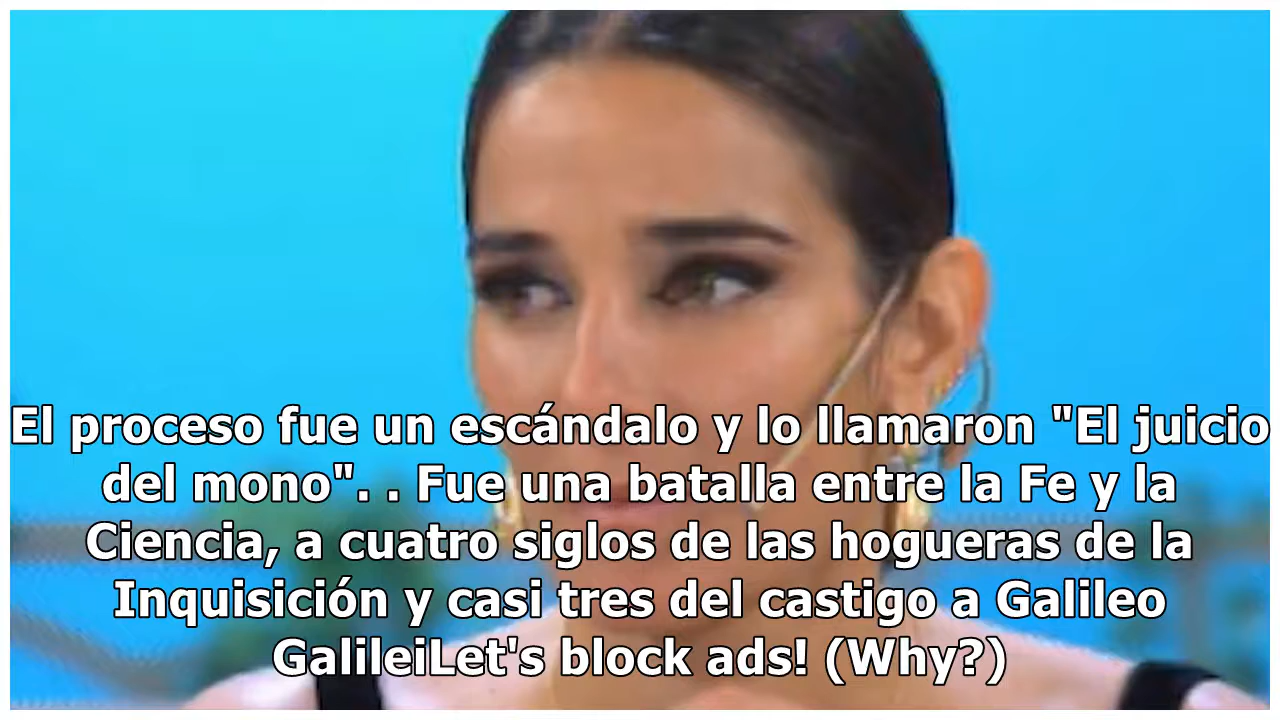 El proceso fue un escándalo y lo llamaron "El juicio
del mono". . Fue una batalla entre la Fe y la
Ciencia, a cuatro siglos de las hogueras de la
Inquisición y casi tres del castigo a Galileo
GalileiLet's block ads! (Why?)